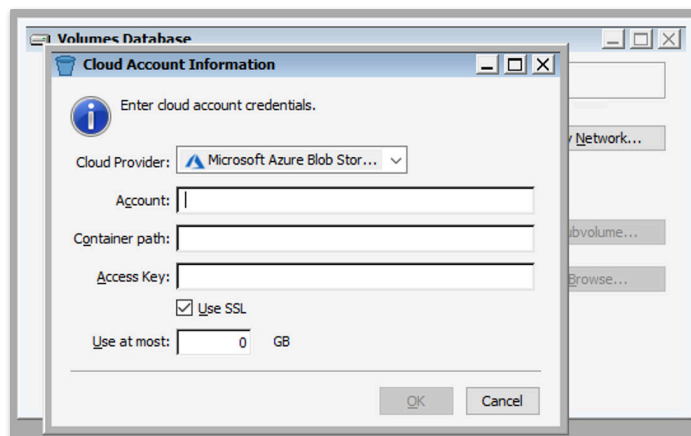 Volumes Database
Cloud Account Information
Enter cloud account credentials.
Cloud Provider: Microsoft Azure Blob Stor...
Network...
Account:
Container path:
Access Key:
Browse...
Use SSL
Use at most: 0 GB
OK Cancel